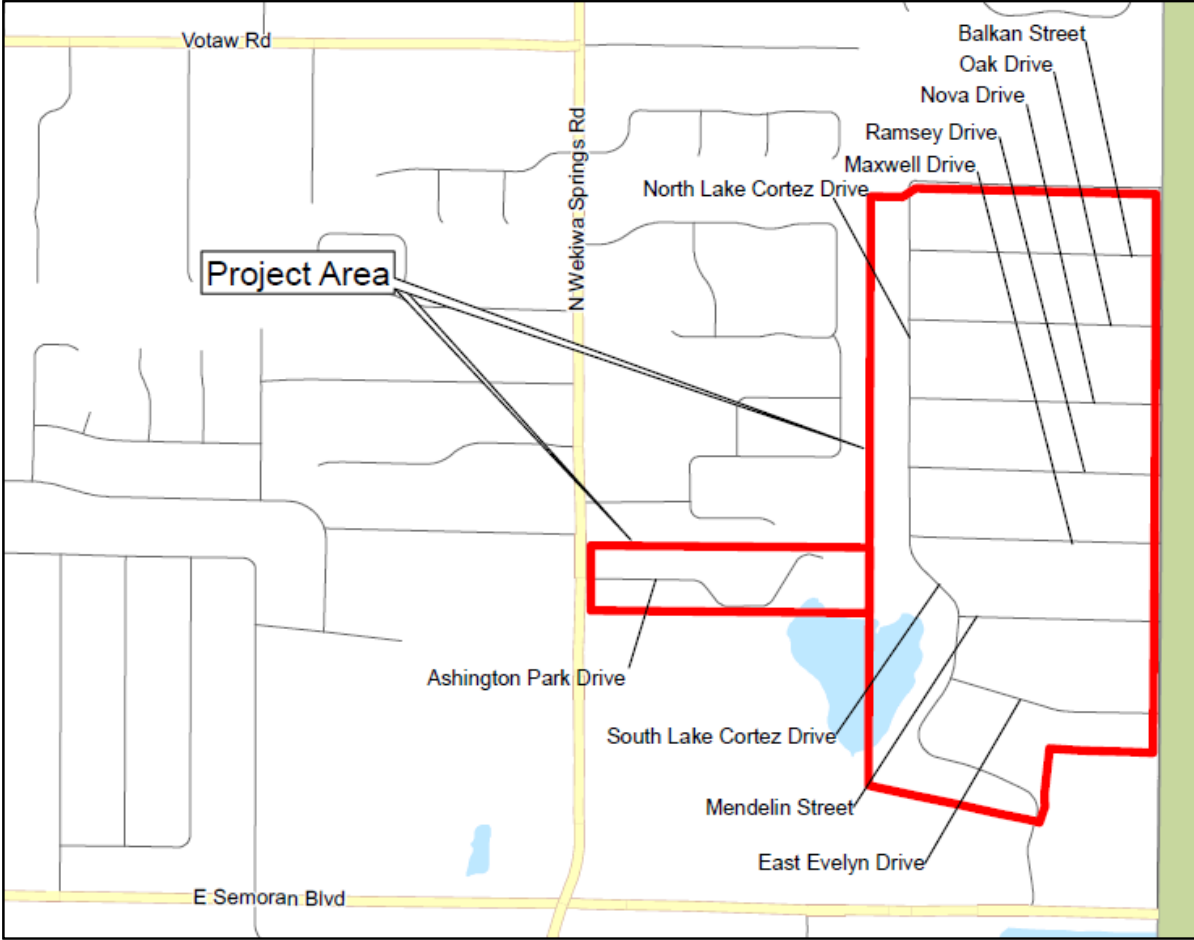 Votaw Rd
Balkan Street
Oak Drive
Nova Drive
Ramsey Drive
Maxwell Drive
North Lake Cortez Drive
N Wekiwa Springs Rd
Project Area
Ashington Park Drive
South Lake Cortez Drive
Mendelin Street
East Evelyn Drive
E Semoran Blvd